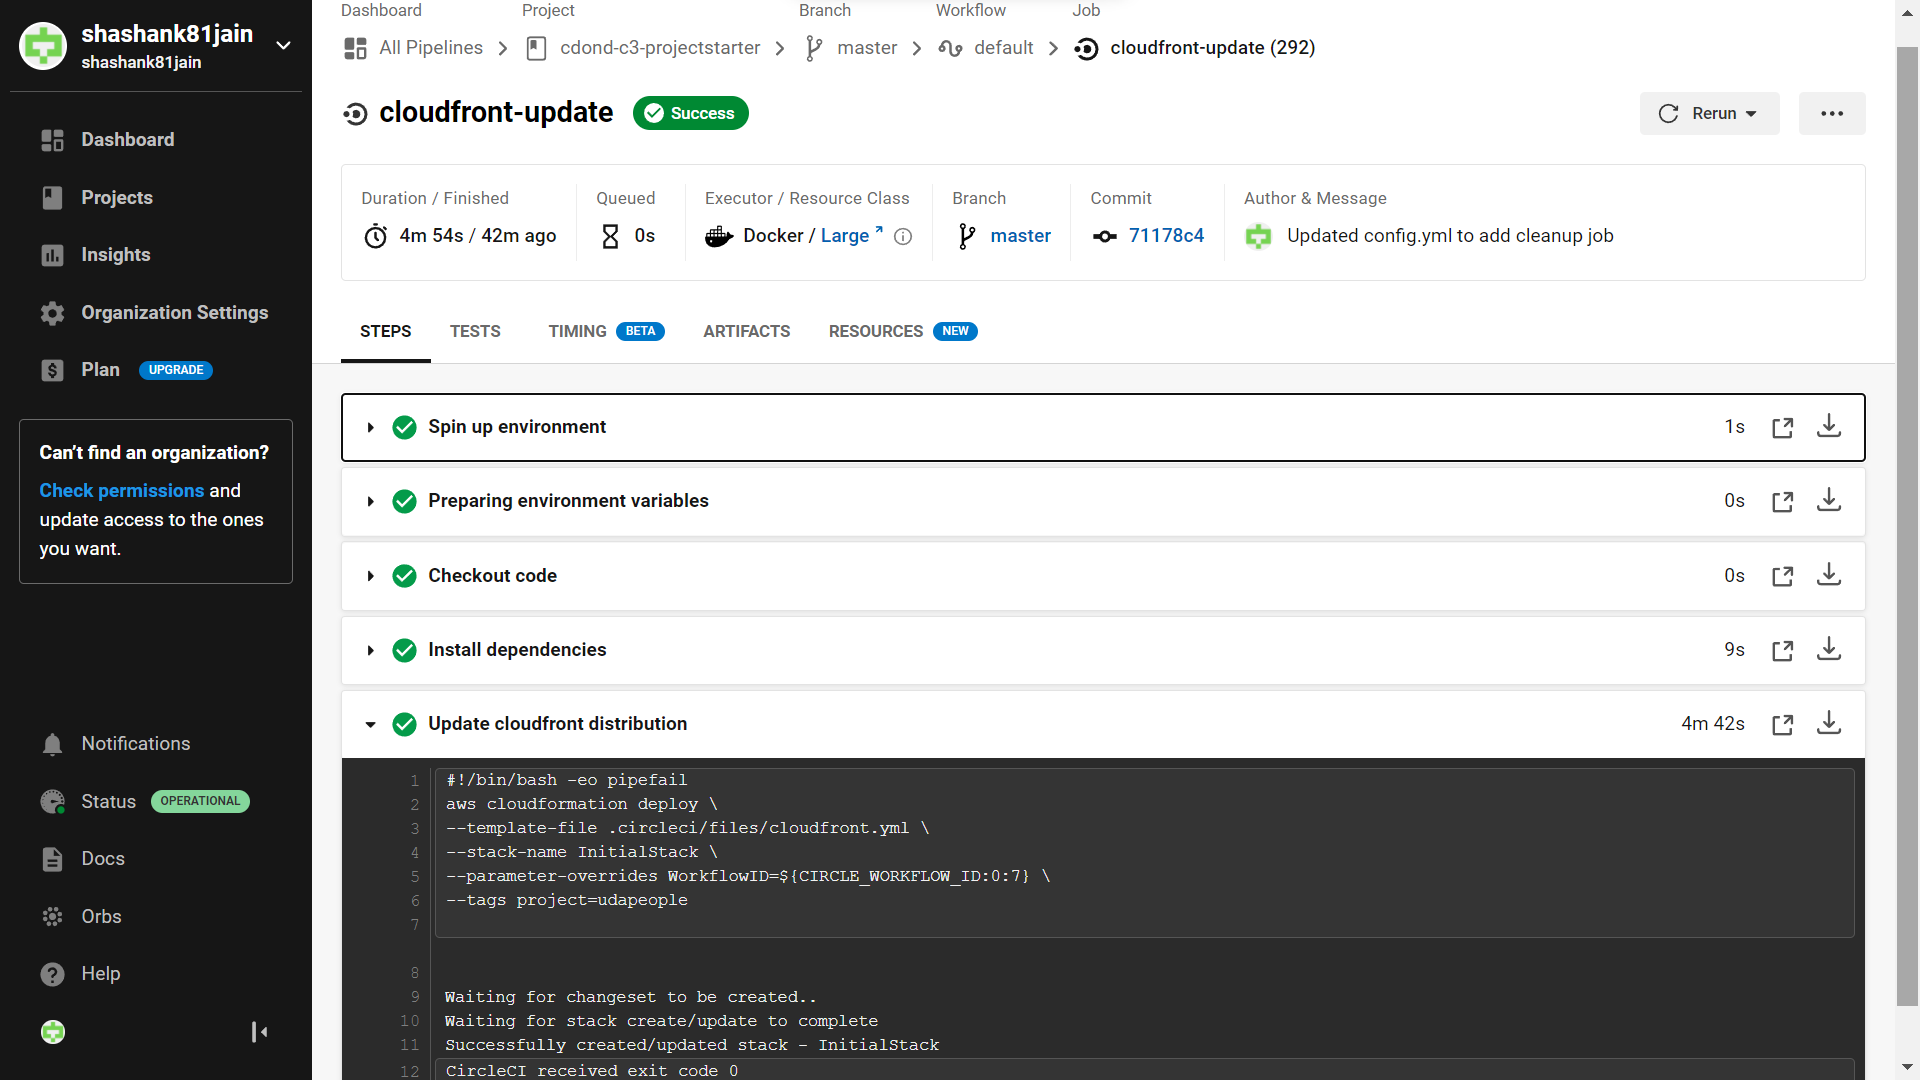 shashank81jain
shashank81jain
Dashboard
Projects
Insights
Organization Settings
Plan UPGRADE
Can't find an organization?
Check permissions and
update access to the ones
you want.
Notifications
Status OPERATIONAL
Docs
Orbs
Help
Dashboard Project Branch Workflow Job
All Pipelines cdond-c3-projectstarter master default cloudfront-update (292)
cloudfront-update Success Rerun
Duration / Finished Queued Executor / Resource Class Branch Commit Author & Message
4m 54s / 42m ago 0s Docker / Large master 71178c4 Updated config.yml to add cleanup job
STEPS TESTS TIMING BETA ARTIFACTS RESOURCES NEW
Spin up environment 1s
Preparing environment variables 0s
Checkout code 0s
Install dependencies 9s
Update cloudfront distribution 4m 42s
1 #!/bin/bash -eo pipefail
2 aws cloudformation deploy \
3 --template-file .circleci/files/cloudfront.yml \
4 --stack-name InitialStack \
5 --parameter-overrides WorkflowID=${CIRCLE_WORKFLOW_ID:0:7} \
6 --tags project=udapeople
7
8
9 Waiting for changeset to be created..
10 Waiting for stack create/update to complete
11 Successfully created/updated stack - InitialStack
12 CircleCI received exit code 0